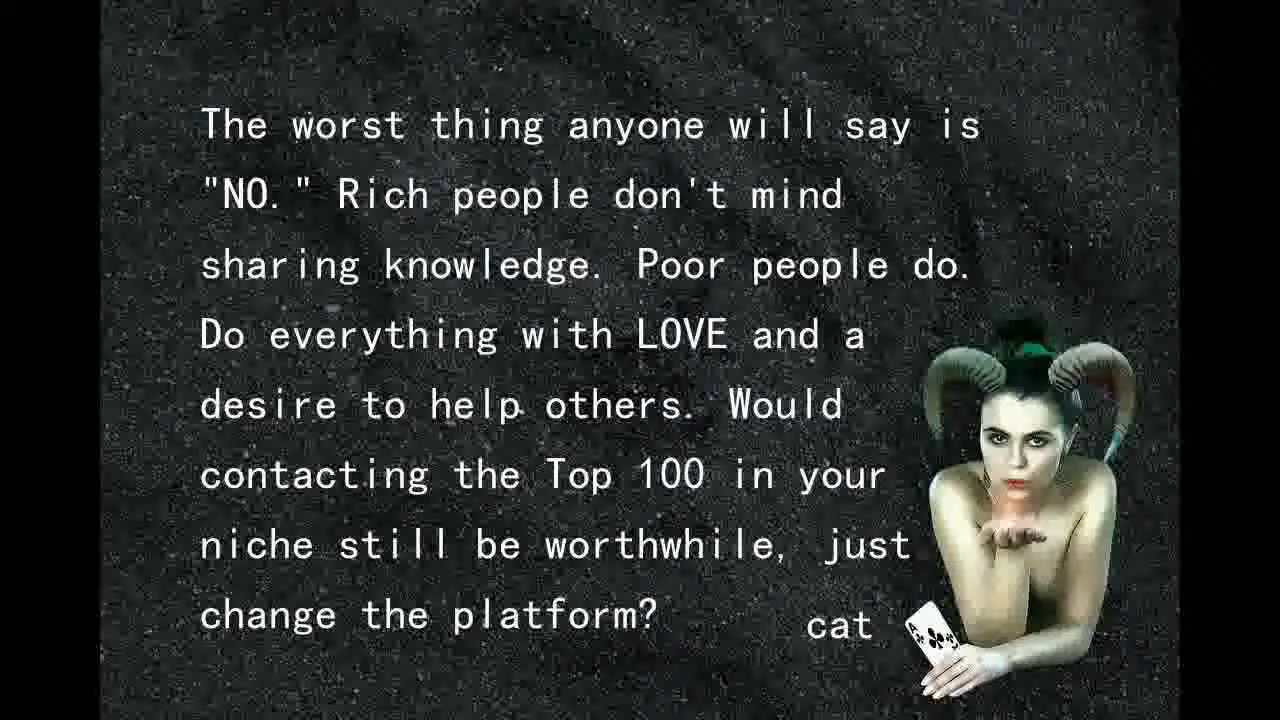 The worst thing anyone will say is
"NO." Rich people don't mind
sharing knowledge. Poor people do.
Do everything with LOVE and a
desire to help others. Would
contacting the Top 100 in your
niche still be worthwhile, just
change the platform?
cat
A